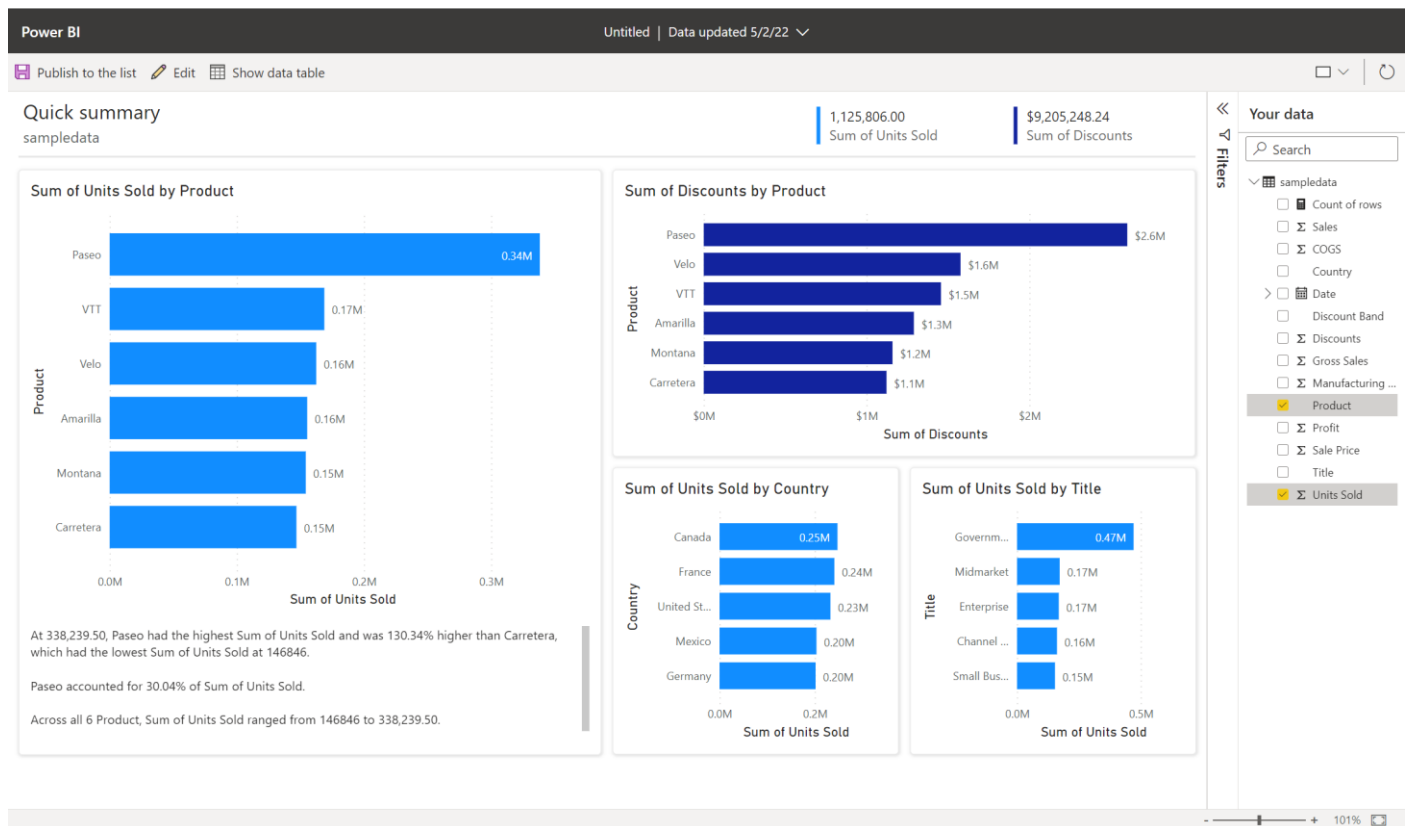 Power BI
Untitled | Data updated 5/2/22
Publish to the list Edit Show data table
Quick summary
sampledata
1,125,806.00
Sum of Units Sold
$9,205,248.24
Sum of Discounts
Sum of Units Sold by Product
Product
Paseo 0.34M
VTT 0.17M
Velo 0.16M
Amarilla 0.16M
Montana 0.15M
Carretera 0.15M
0.0M 0.1M 0.2M 0.3M
Sum of Units Sold
At 338,239.50, Paseo had the highest Sum of Units Sold and was 130.34% higher than Carretera,
which had the lowest Sum of Units Sold at 146846.
Paseo accounted for 30.04% of Sum of Units Sold.
Across all 6 Product, Sum of Units Sold ranged from 146846 to 338,239.50.
Sum of Discounts by Product
Product
Paseo $2.6M
Velo $1.6M
VTT $1.5M
Amarilla $1.3M
Montana $1.2M
Carretera $1.1M
$0M $1M $2M
Sum of Discounts
Sum of Units Sold by Country
Country
Canada 0.25M
France 0.24M
United St... 0.23M
Mexico 0.20M
Germany 0.20M
0.0M 0.2M
Sum of Units Sold
Sum of Units Sold by Title
Title
Governm... 0.47M
Midmarket 0.17M
Enterprise 0.17M
Channel ... 0.16M
Small Bus... 0.15M
0.0M 0.5M
Sum of Units Sold
Filters
Your data
Search
sampledata
Count of rows
Σ Sales
Σ COGS
Country
Date
Discount Band
Σ Discounts
Σ Gross Sales
Σ Manufacturing ...
Product
Σ Profit
Σ Sale Price
Title
Σ Units Sold
- + 101%